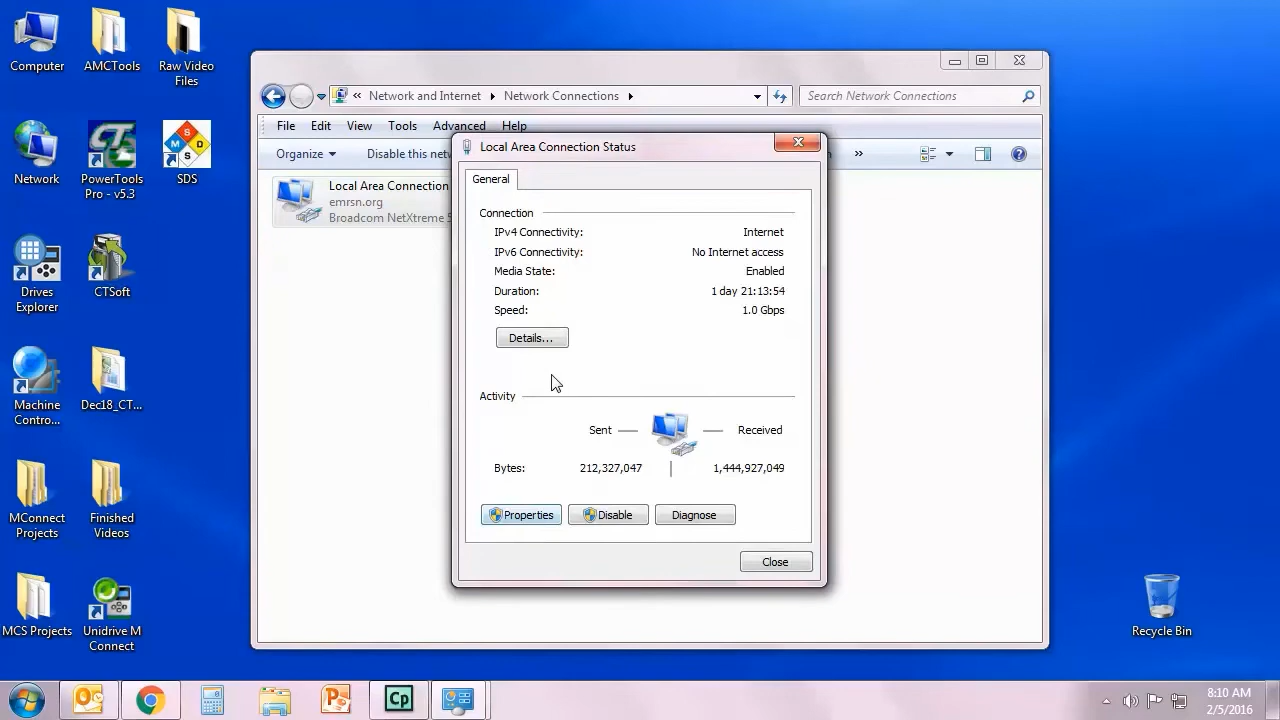 Computer
AMCTools
Raw Video
Files
Network
PowerTools
Pro - v5.3
SDS
Drives
Explorer
CTSoft
Machine
Contro...
Dec18_CT...
MConnect
Projects
Finished
Videos
MCS Projects
Unidrive M
Connect
« Network and Internet ▸ Network Connections ▸
Search Network Connections
File Edit View Tools Advanced Help
Organize Disable this net »
Local Area Connection
emrsn.org
Broadcom NetXtreme
Local Area Connection Status
General
Connection
IPv4 Connectivity: Internet
IPv6 Connectivity: No Internet access
Media State: Enabled
Duration: 1 day 21:13:54
Speed: 1.0 Gbps
Details...
Activity
Sent Received
Bytes: 212,327,047 1,444,927,049
Properties Disable Diagnose
Close
Recycle Bin
Cp
8:10 AM
2/5/2016